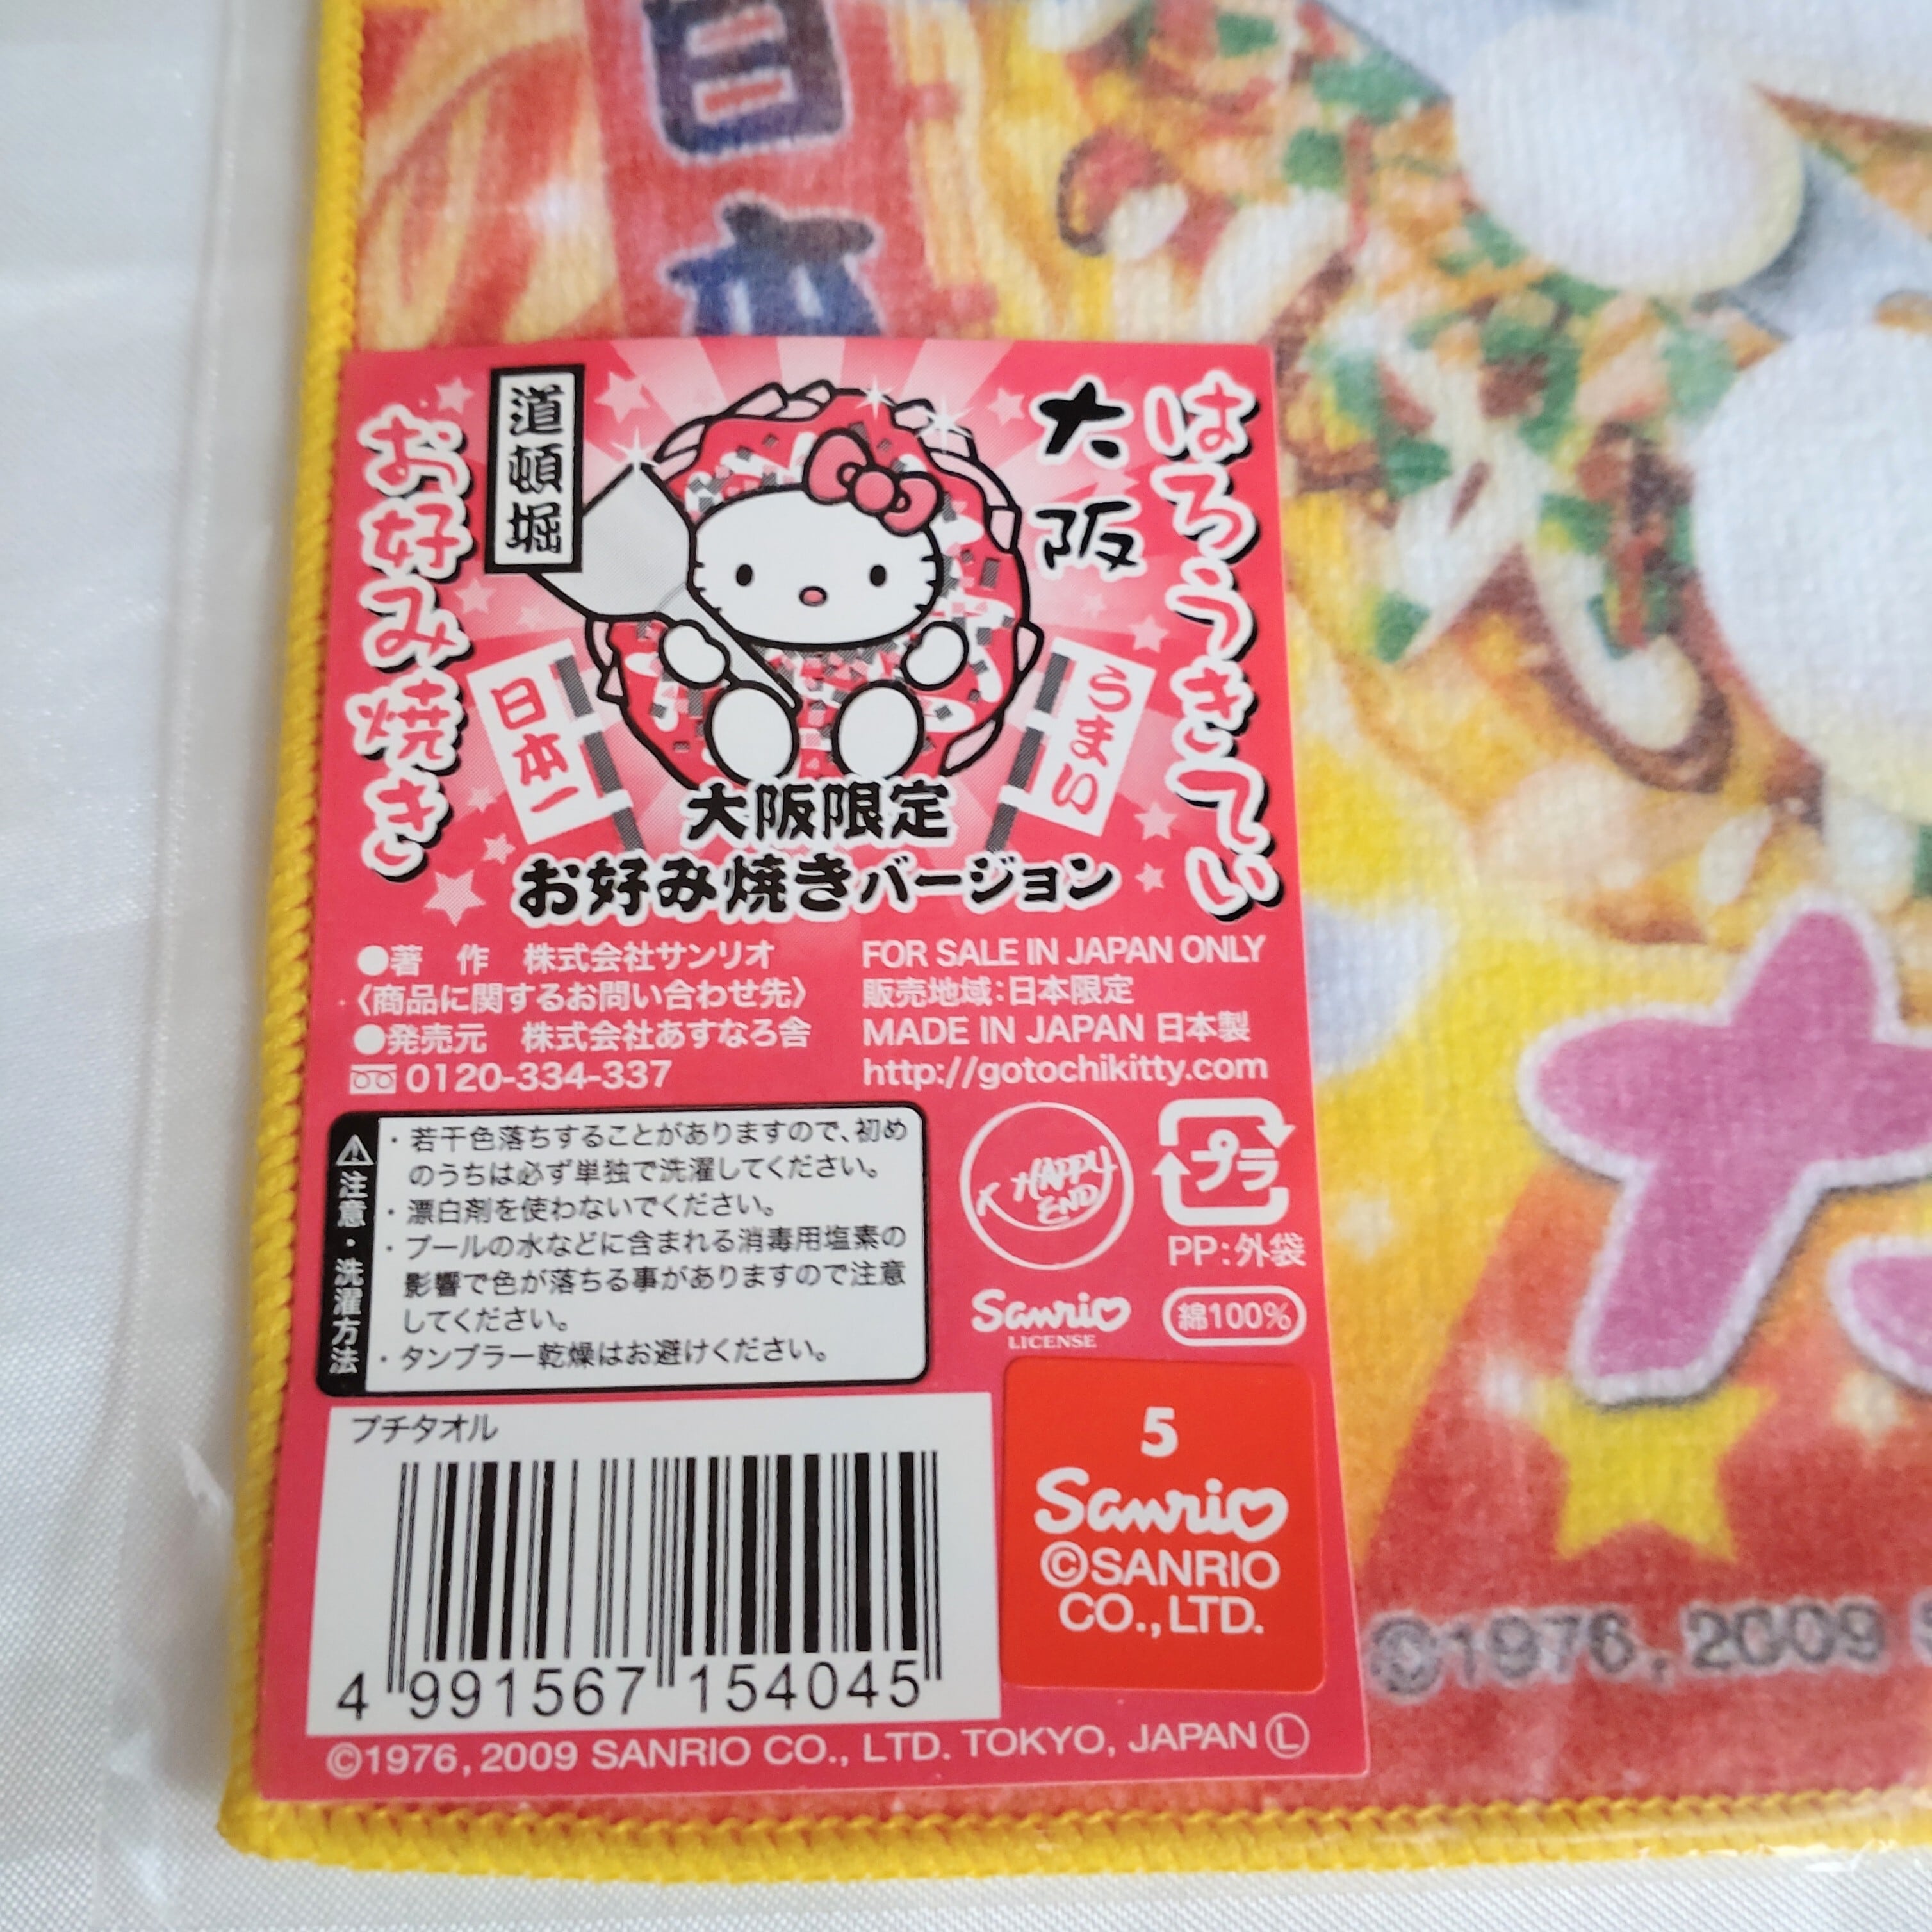 はろうきてぃ
大阪
道頓堀
お好み焼き
日本一
うまい
大阪限定
お好み焼きバージョン
●著　作　株式会社サンリオ
〈商品に関するお問い合わせ先〉
●発売元　株式会社あすなろ舎
0120-334-337
FOR SALE IN JAPAN ONLY
販売地域:日本限定
MADE IN JAPAN 日本製
http://gotochikitty.com
注意・洗濯方法
・若干色落ちすることがありますので、初め
のうちは必ず単独で洗濯してください。
・漂白剤を使わないでください。
・プールの水などに含まれる消毒用塩素の
影響で色が落ちる事がありますので注意
してください。
・タンブラー乾燥はお避けください。
HAPPY
END
プラ
PP:外袋
Sanrio
LICENSE
綿100%
プチタオル
4 991567 154045
5
Sanrio
©SANRIO
CO.,LTD.
©1976, 2009 SANRIO CO., LTD. TOKYO, JAPAN Ⓛ
©1976, 2009